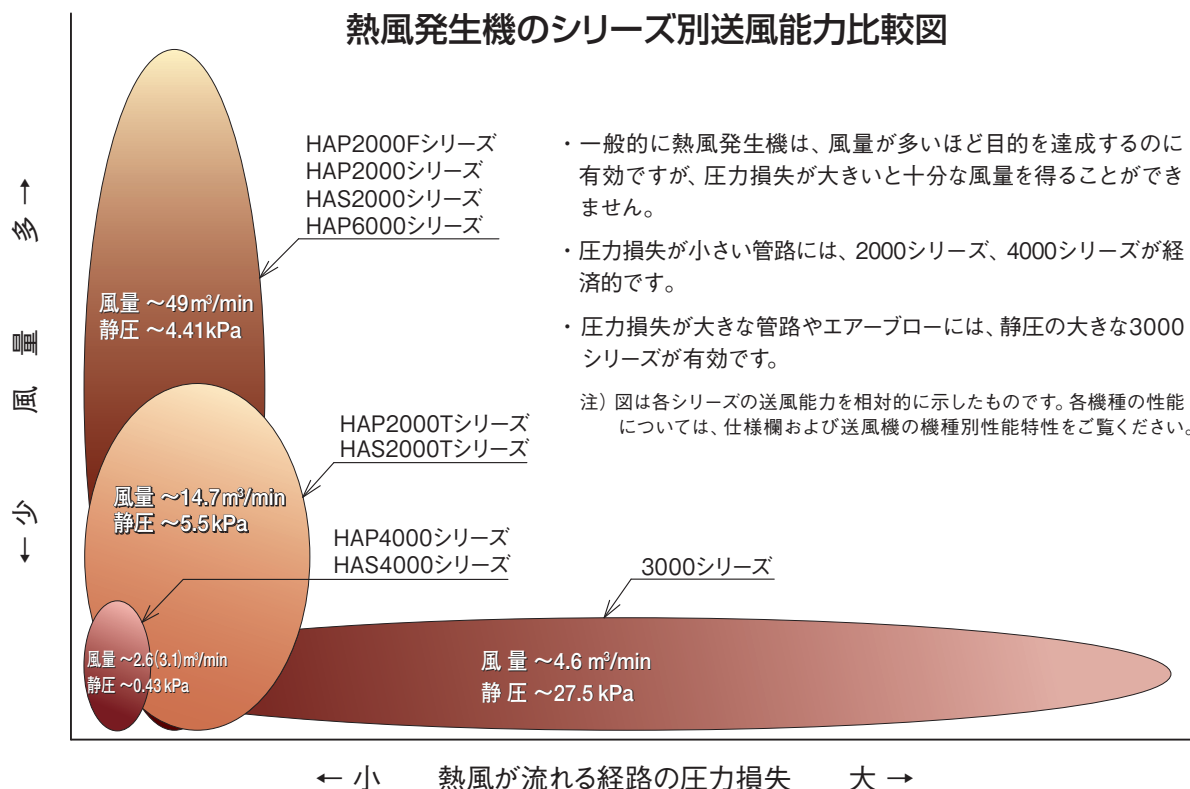 熱風発生機のシリーズ別送風能力比較図
HAP2000Fシリーズ
HAP2000シリーズ
HAS2000シリーズ
HAP6000シリーズ
・一般的に熱風発生機は、風量が多いほど目的を達成するのに
有効ですが、圧力損失が大きいと十分な風量を得ることができ
ません。
・圧力損失が小さい管路には、2000シリーズ、4000シリーズが経
済的です。
・圧力損失が大きな管路やエアーブローには、静圧の大きな3000
シリーズが有効です。
注）図は各シリーズの送風能力を相対的に示したものです。各機種の性能
については、仕様欄および送風機の機種別性能特性をご覧ください。
風量 ～49m³/min
静圧 ～4.41kPa
HAP2000Tシリーズ
HAS2000Tシリーズ
風量 ～14.7m³/min
静圧 ～5.5kPa
HAP4000シリーズ
HAS4000シリーズ
3000シリーズ
風量 ～2.6(3.1)m³/min
静圧 ～0.43kPa
風量 ～4.6 m³/min
静圧 ～27.5 kPa
←少 風量 多→
←小 熱風が流れる経路の圧力損失 大→